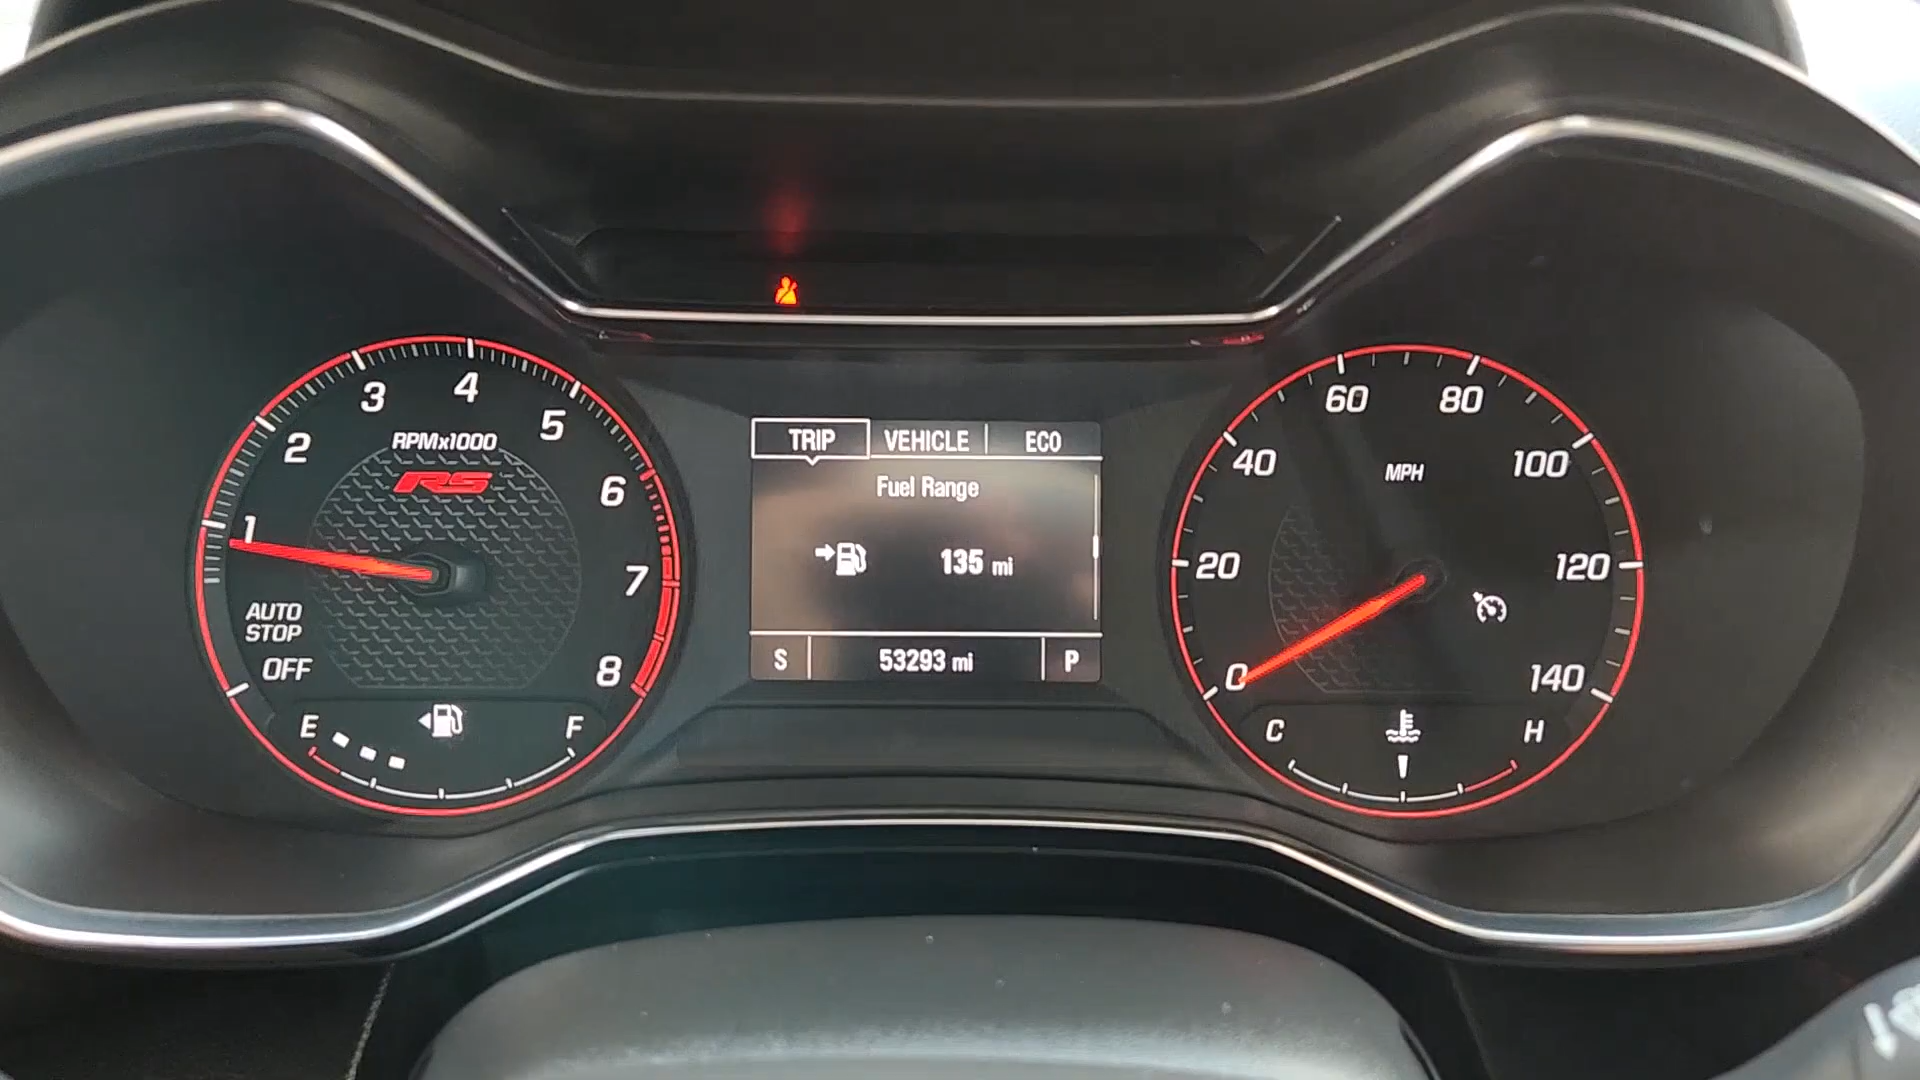 1
2
3
4
5
6
7
8
RPMx1000
RS
AUTO
STOP
OFF
E
F
TRIP VEHICLE ECO
Fuel Range
135 mi
S 53293 mi P
0
20
40
60
80
100
120
140
MPH
C
H